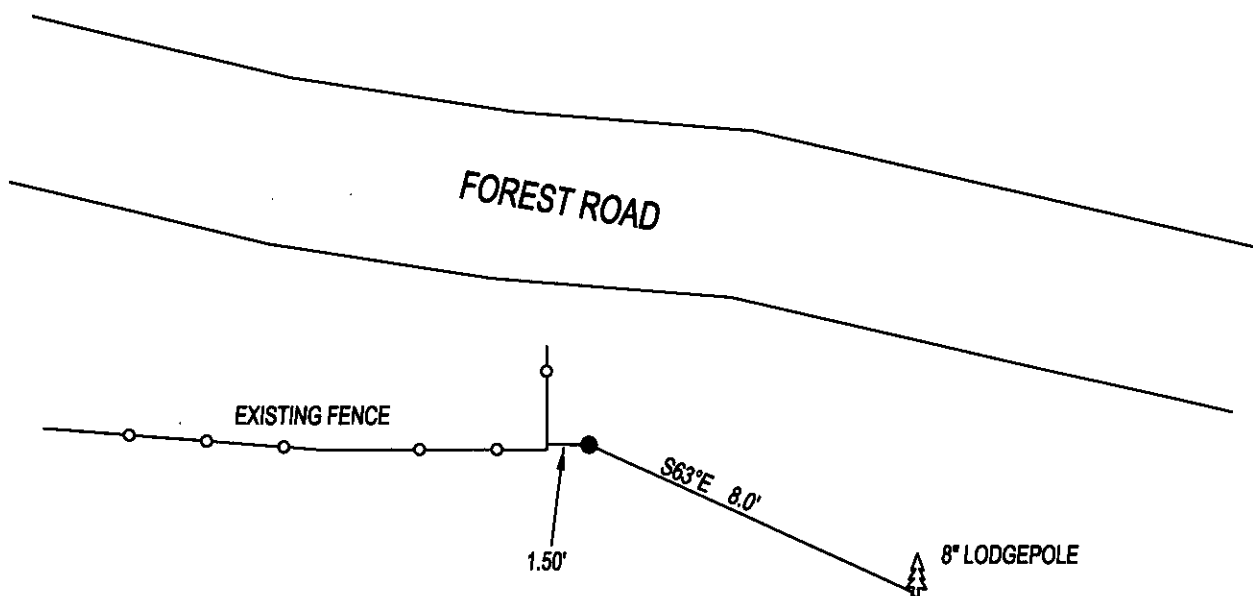 FOREST ROAD
EXISTING FENCE
S63°E 8.0'
1.50'
8" LODGEPOLE